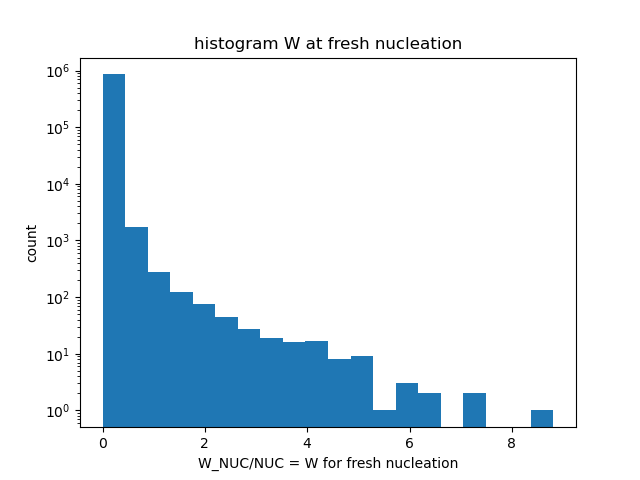 histogram W at fresh nucleation
10⁶
10⁵
10⁴
10³
10²
10¹
10⁰
count
0 2 4 6 8
W_NUC/NUC = W for fresh nucleation